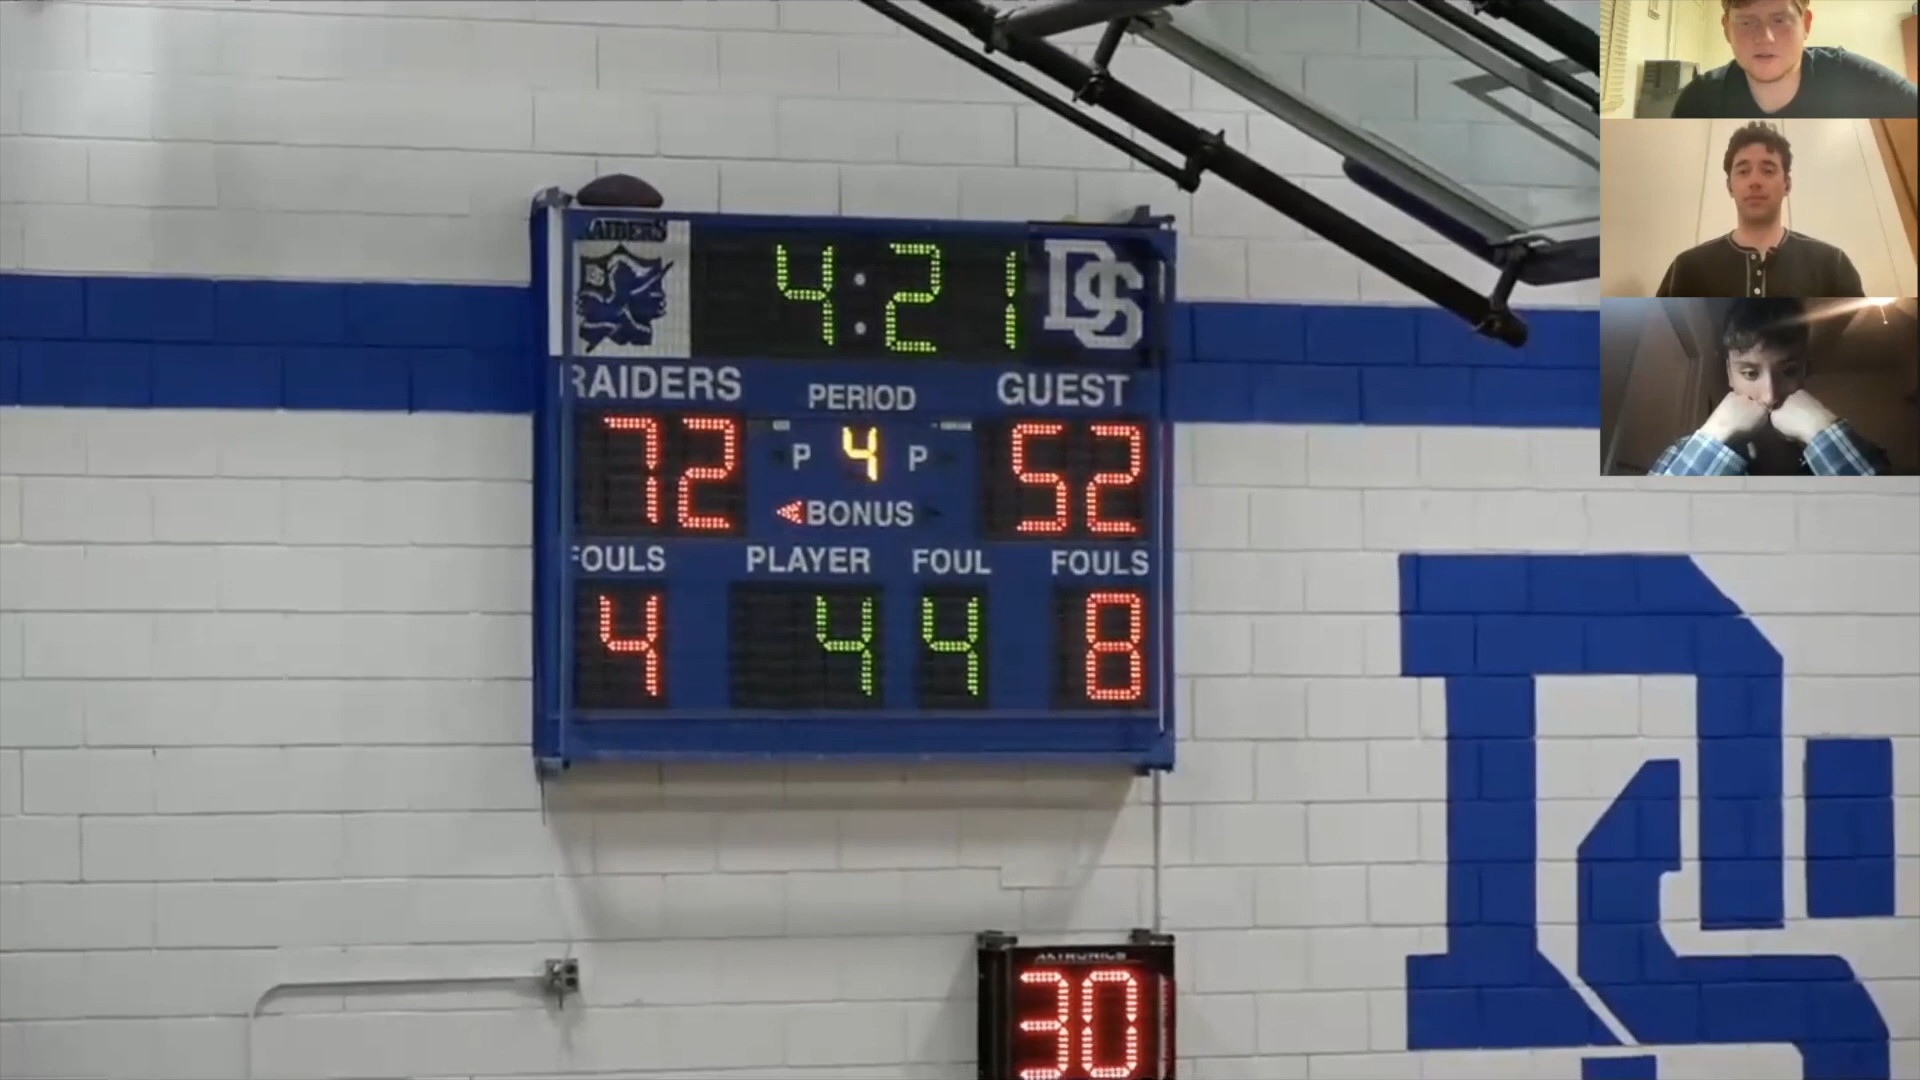 RAIDERS
4:21
DS
RAIDERS PERIOD GUEST
72 P 4 P 52
BONUS
FOULS PLAYER FOUL FOULS
4 4 4 8
30
DS